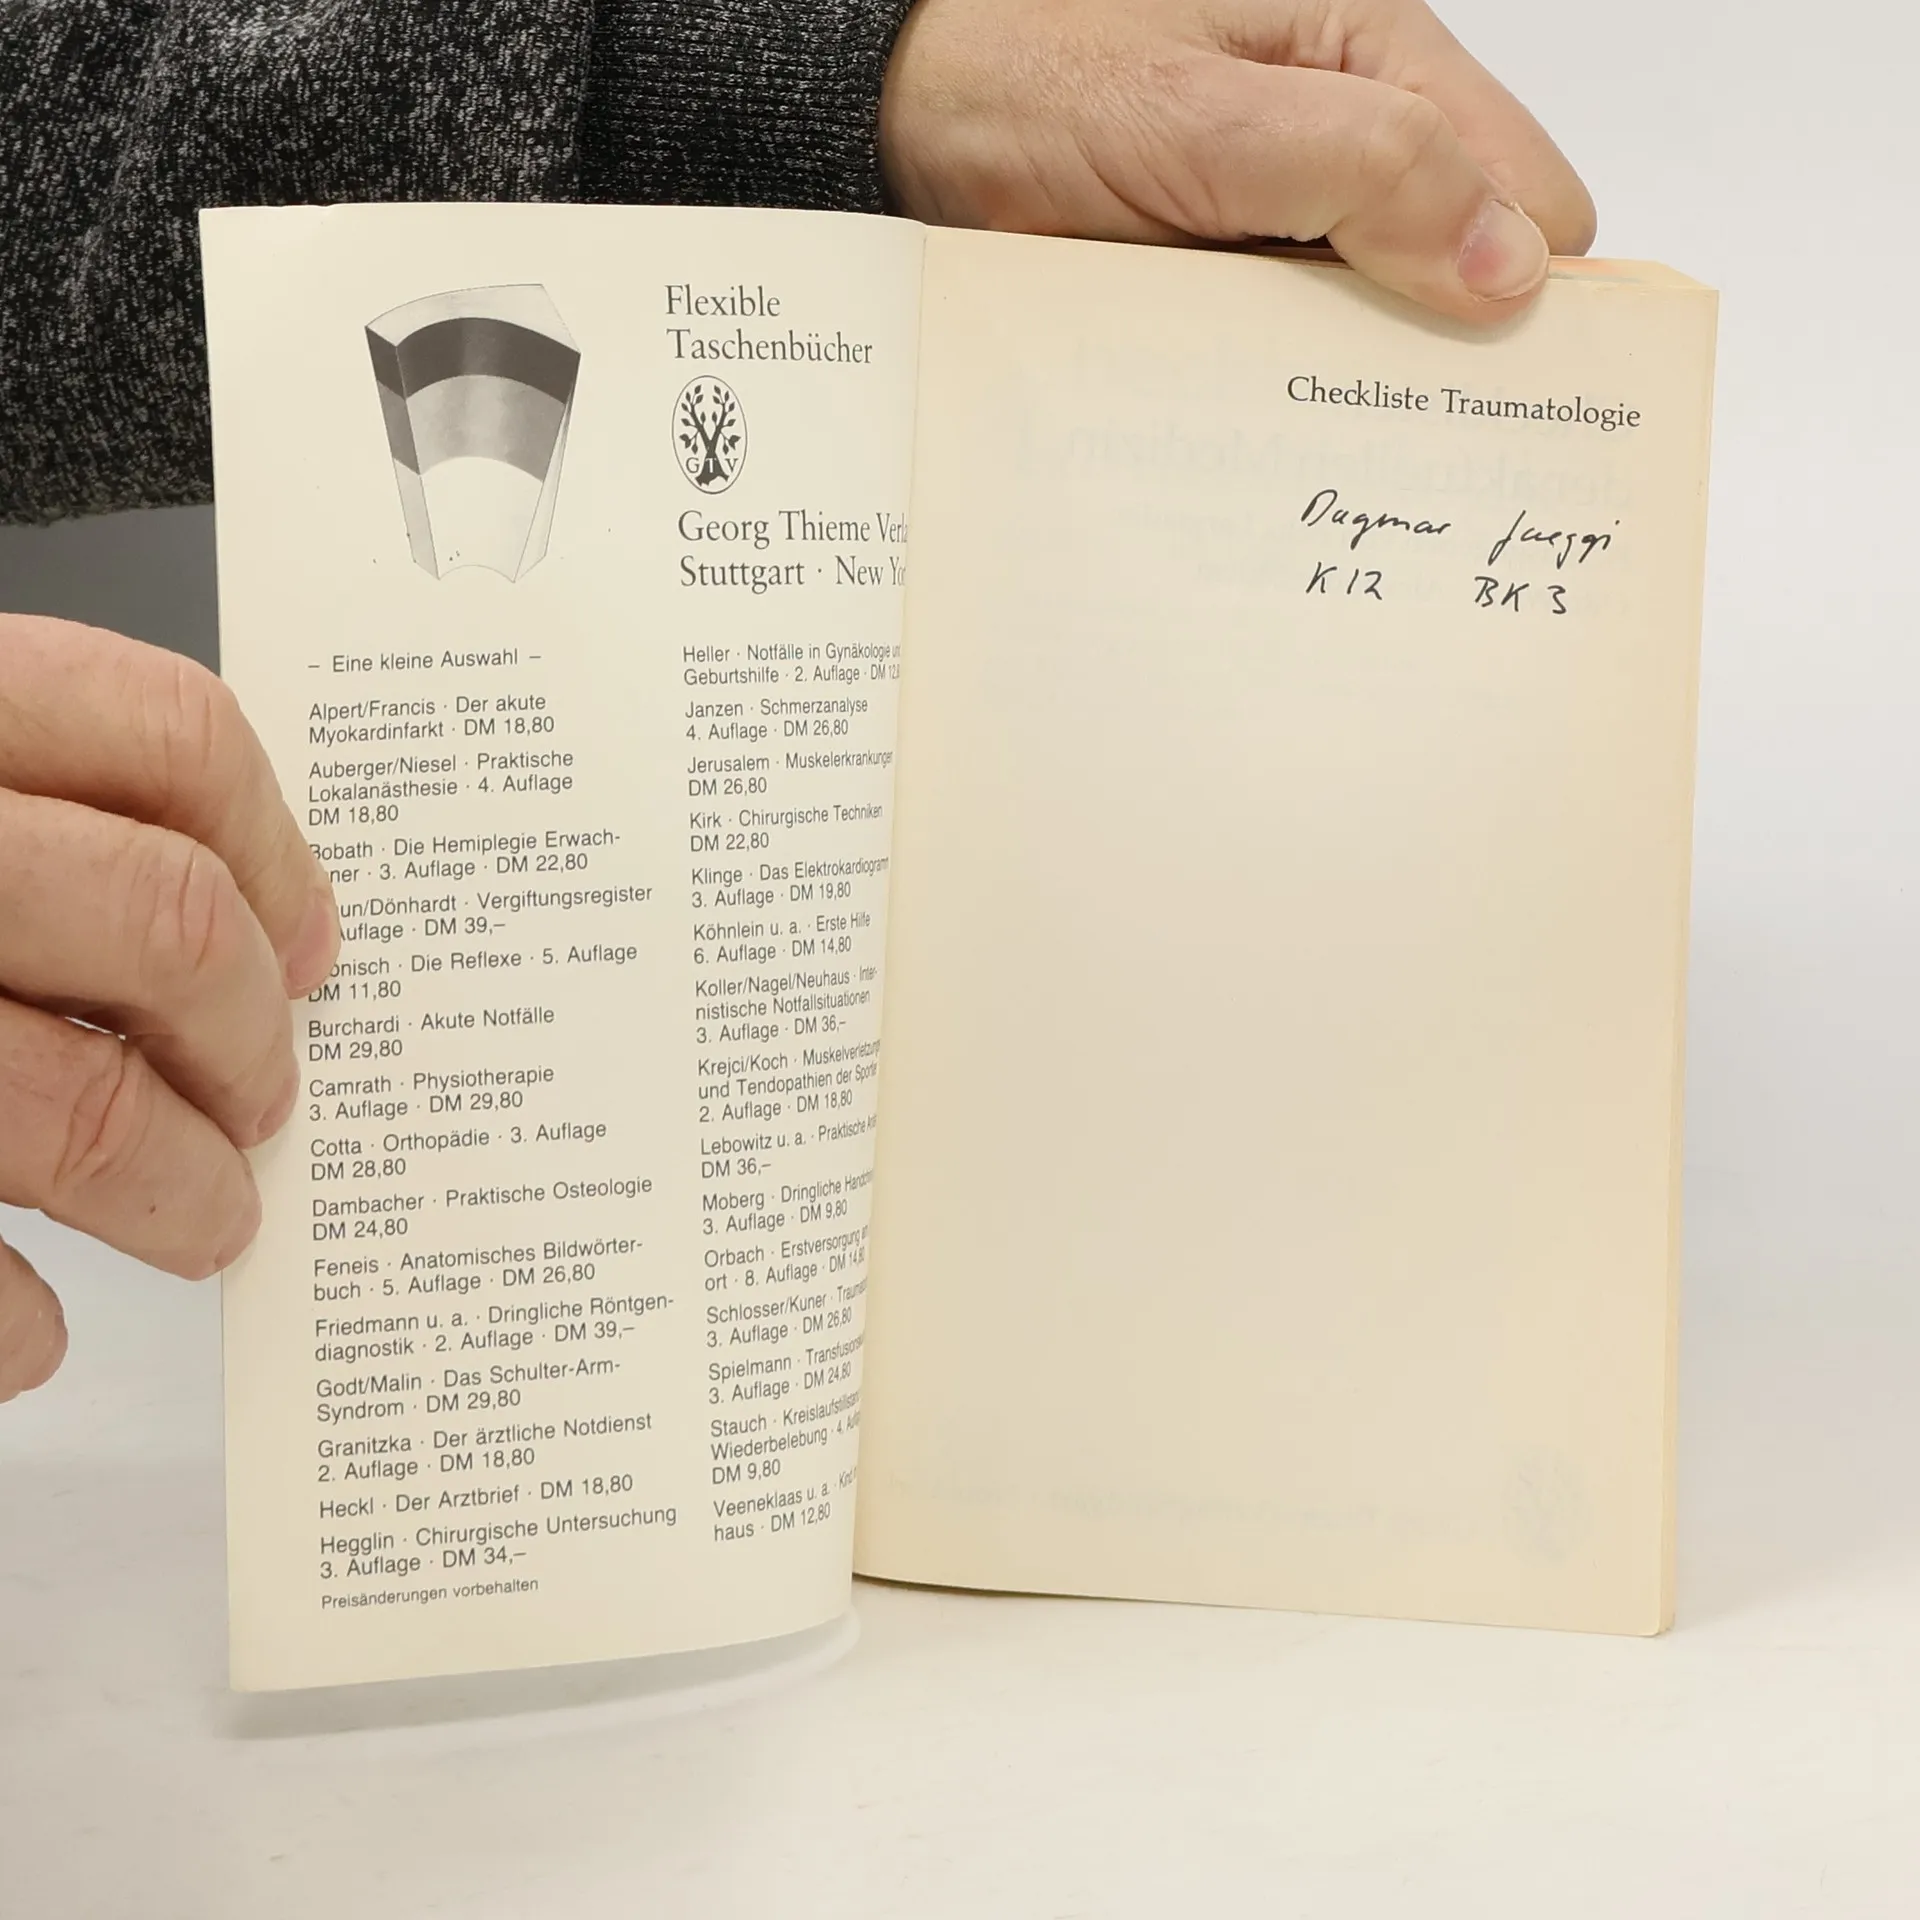 Flexible
Taschenbücher
G T V
Georg Thieme
Stuttgart · New
– Eine kleine Auswahl –
Alpert/Francis · Der akute
Myokardinfarkt · DM 18,80
Auberger/Niesel · Praktische
Lokalanästhesie · 4. Auflage
DM 18,80
Bobath · Die Hemiplegie Erwach-
3. Auflage · DM 22,80
Vergiftungsregister
DM 39,–
Die Reflexe · 5. Auflage
DM 11,80
Burchardi · Akute Notfälle
DM 29,80
Camrath · Physiotherapie
3. Auflage · DM 29,80
Cotta · Orthopädie · 3. Auflage
DM 28,80
Dambacher · Praktische Osteologie
DM 24,80
Feneis · Anatomisches Bildwörter-
buch · 5. Auflage · DM 26,80
Friedmann u. a. · Dringliche Röntgen-
diagnostik · 2. Auflage · DM 39,–
Godt/Malin · Das Schulter-Arm-
Syndrom · DM 29,80
Granitzka · Der ärztliche Notdienst
2. Auflage · DM 18,80
Heckl · Der Arztbrief · DM 18,80
Hegglin · Chirurgische Untersuchung
3. Auflage · DM 34,–
Preisänderungen vorbehalten
Heller · Notfälle in Gynäkologie
Geburtshilfe · 2. Auflage · DM
Janzen · Schmerzanalyse
4. Auflage · DM 26,80
Jerusalem · Muskelerkrankungen
DM 26,80
Kirk · Chirurgische Techniken
DM 22,80
Klinge · Das Elektrokardiogramm
3. Auflage · DM 19,80
Köhnlein u. a. · Erste Hilfe
6. Auflage · DM 14,80
Koller/Nagel/Neuhaus · Inter-
nistische Notfallsituationen
3. Auflage · DM 36,–
Krejci/Koch · Muskelverletzungen
und Tendopathien der Sportler
2. Auflage · DM 18,80
Lebowitz u. a. · Praktische
DM 36,–
Moberg · Dringliche
3. Auflage · DM 9,80
Orbach · Erstversorgung
ort · 8. Auflage · DM 14,80
Schlosser/Kuner ·
3. Auflage · DM 26,80
Spielmann ·
3. Auflage · DM 24,80
Stauch · Kreislaufstillstand
Wiederbelebung · 4.
DM 9,80
Veeneklaas u. a. · Kind
haus · DM 12,80
Checkliste Traumatologie
Dagmar Jaeggi
K 12 BK 3